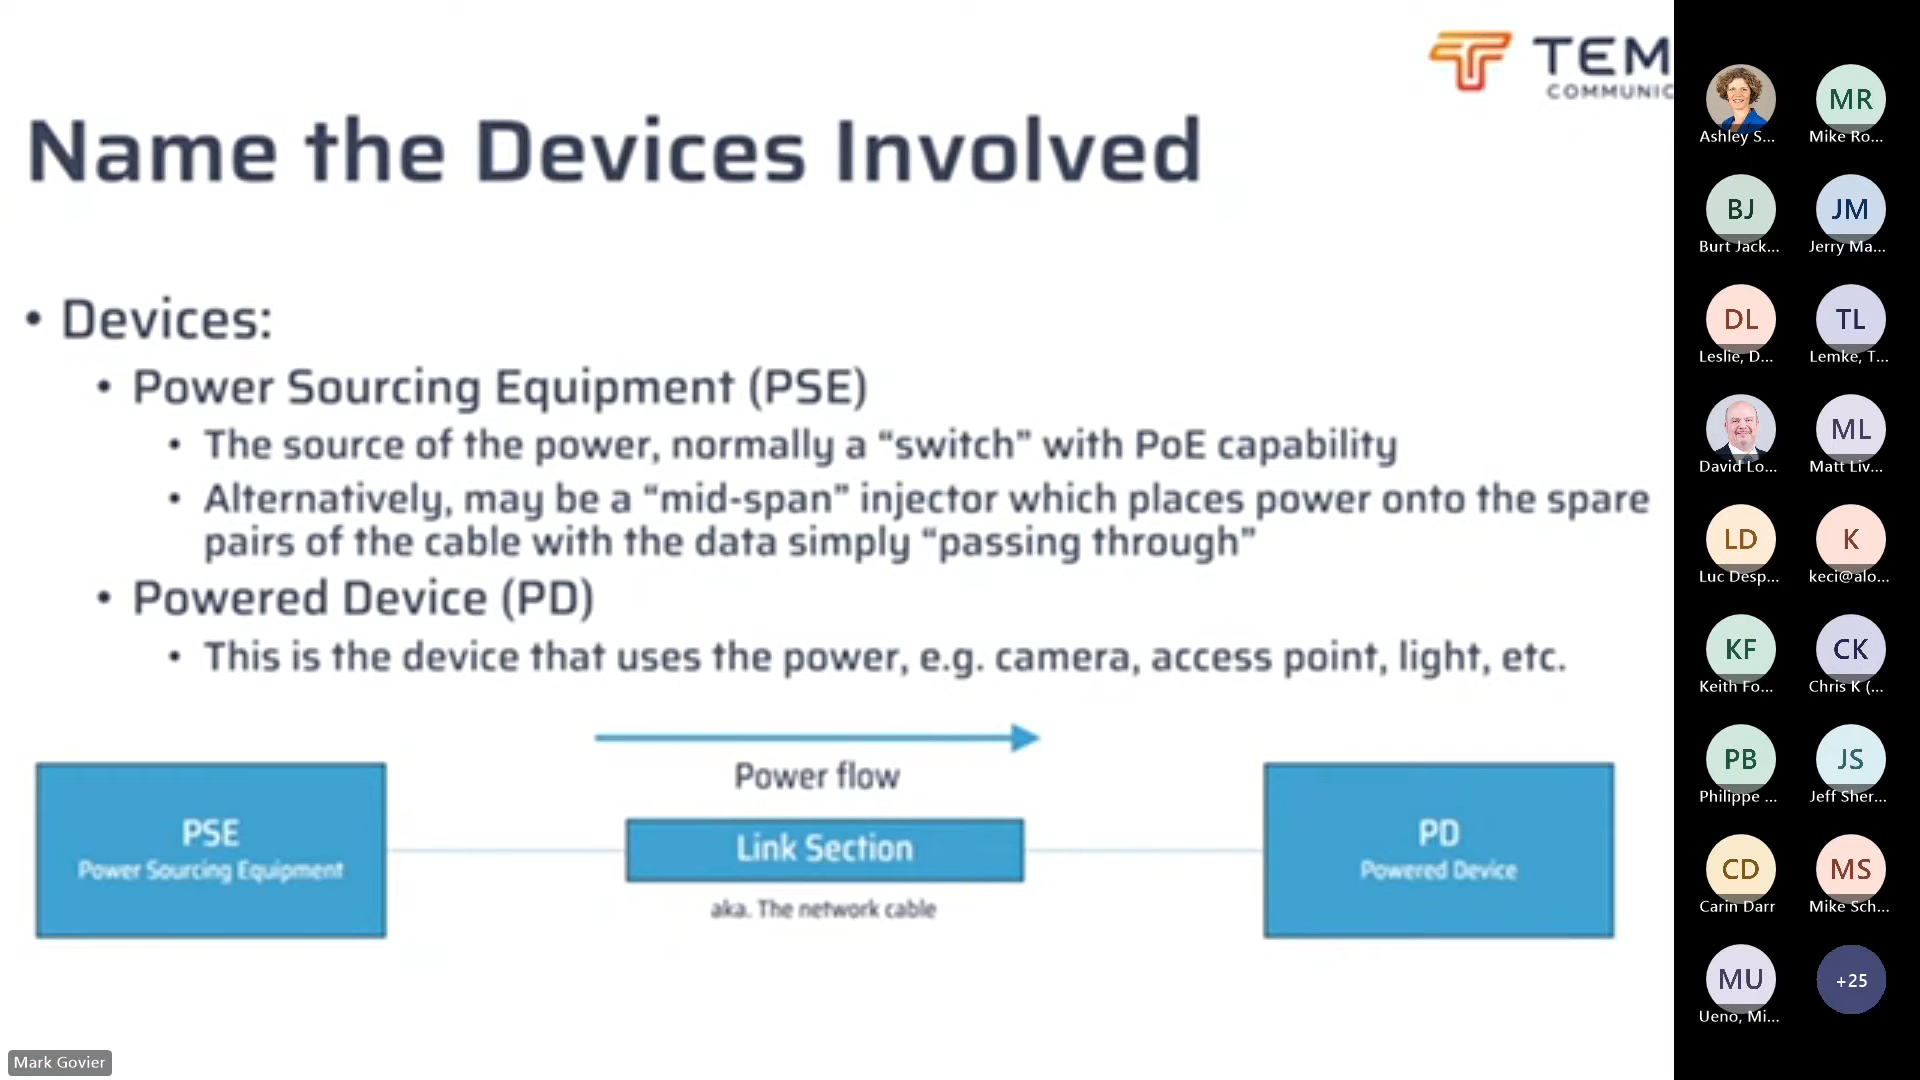 TEM
COMMUNIC
Name the Devices Involved
• Devices:
• Power Sourcing Equipment (PSE)
• The source of the power, normally a “switch” with PoE capability
• Alternatively, may be a “mid-span” injector which places power onto the spare
pairs of the cable with the data simply “passing through”
• Powered Device (PD)
• This is the device that uses the power, e.g. camera, access point, light, etc.
Power flow
PSE
Power Sourcing Equipment
Link Section
aka. The network cable
PD
Powered Device
Mark Govier
Ashley S...
MR
Mike Ro...
BJ
Burt Jack...
JM
Jerry Ma...
DL
Leslie, D...
TL
Lemke, T...
David Lo...
ML
Matt Liv...
LD
Luc Desp...
K
keci@alo...
KF
Keith Fo...
CK
Chris K (...
PB
Philippe ...
JS
Jeff Sher...
CD
Carin Darr
MS
Mike Sch...
MU
Ueno, Mi...
+25